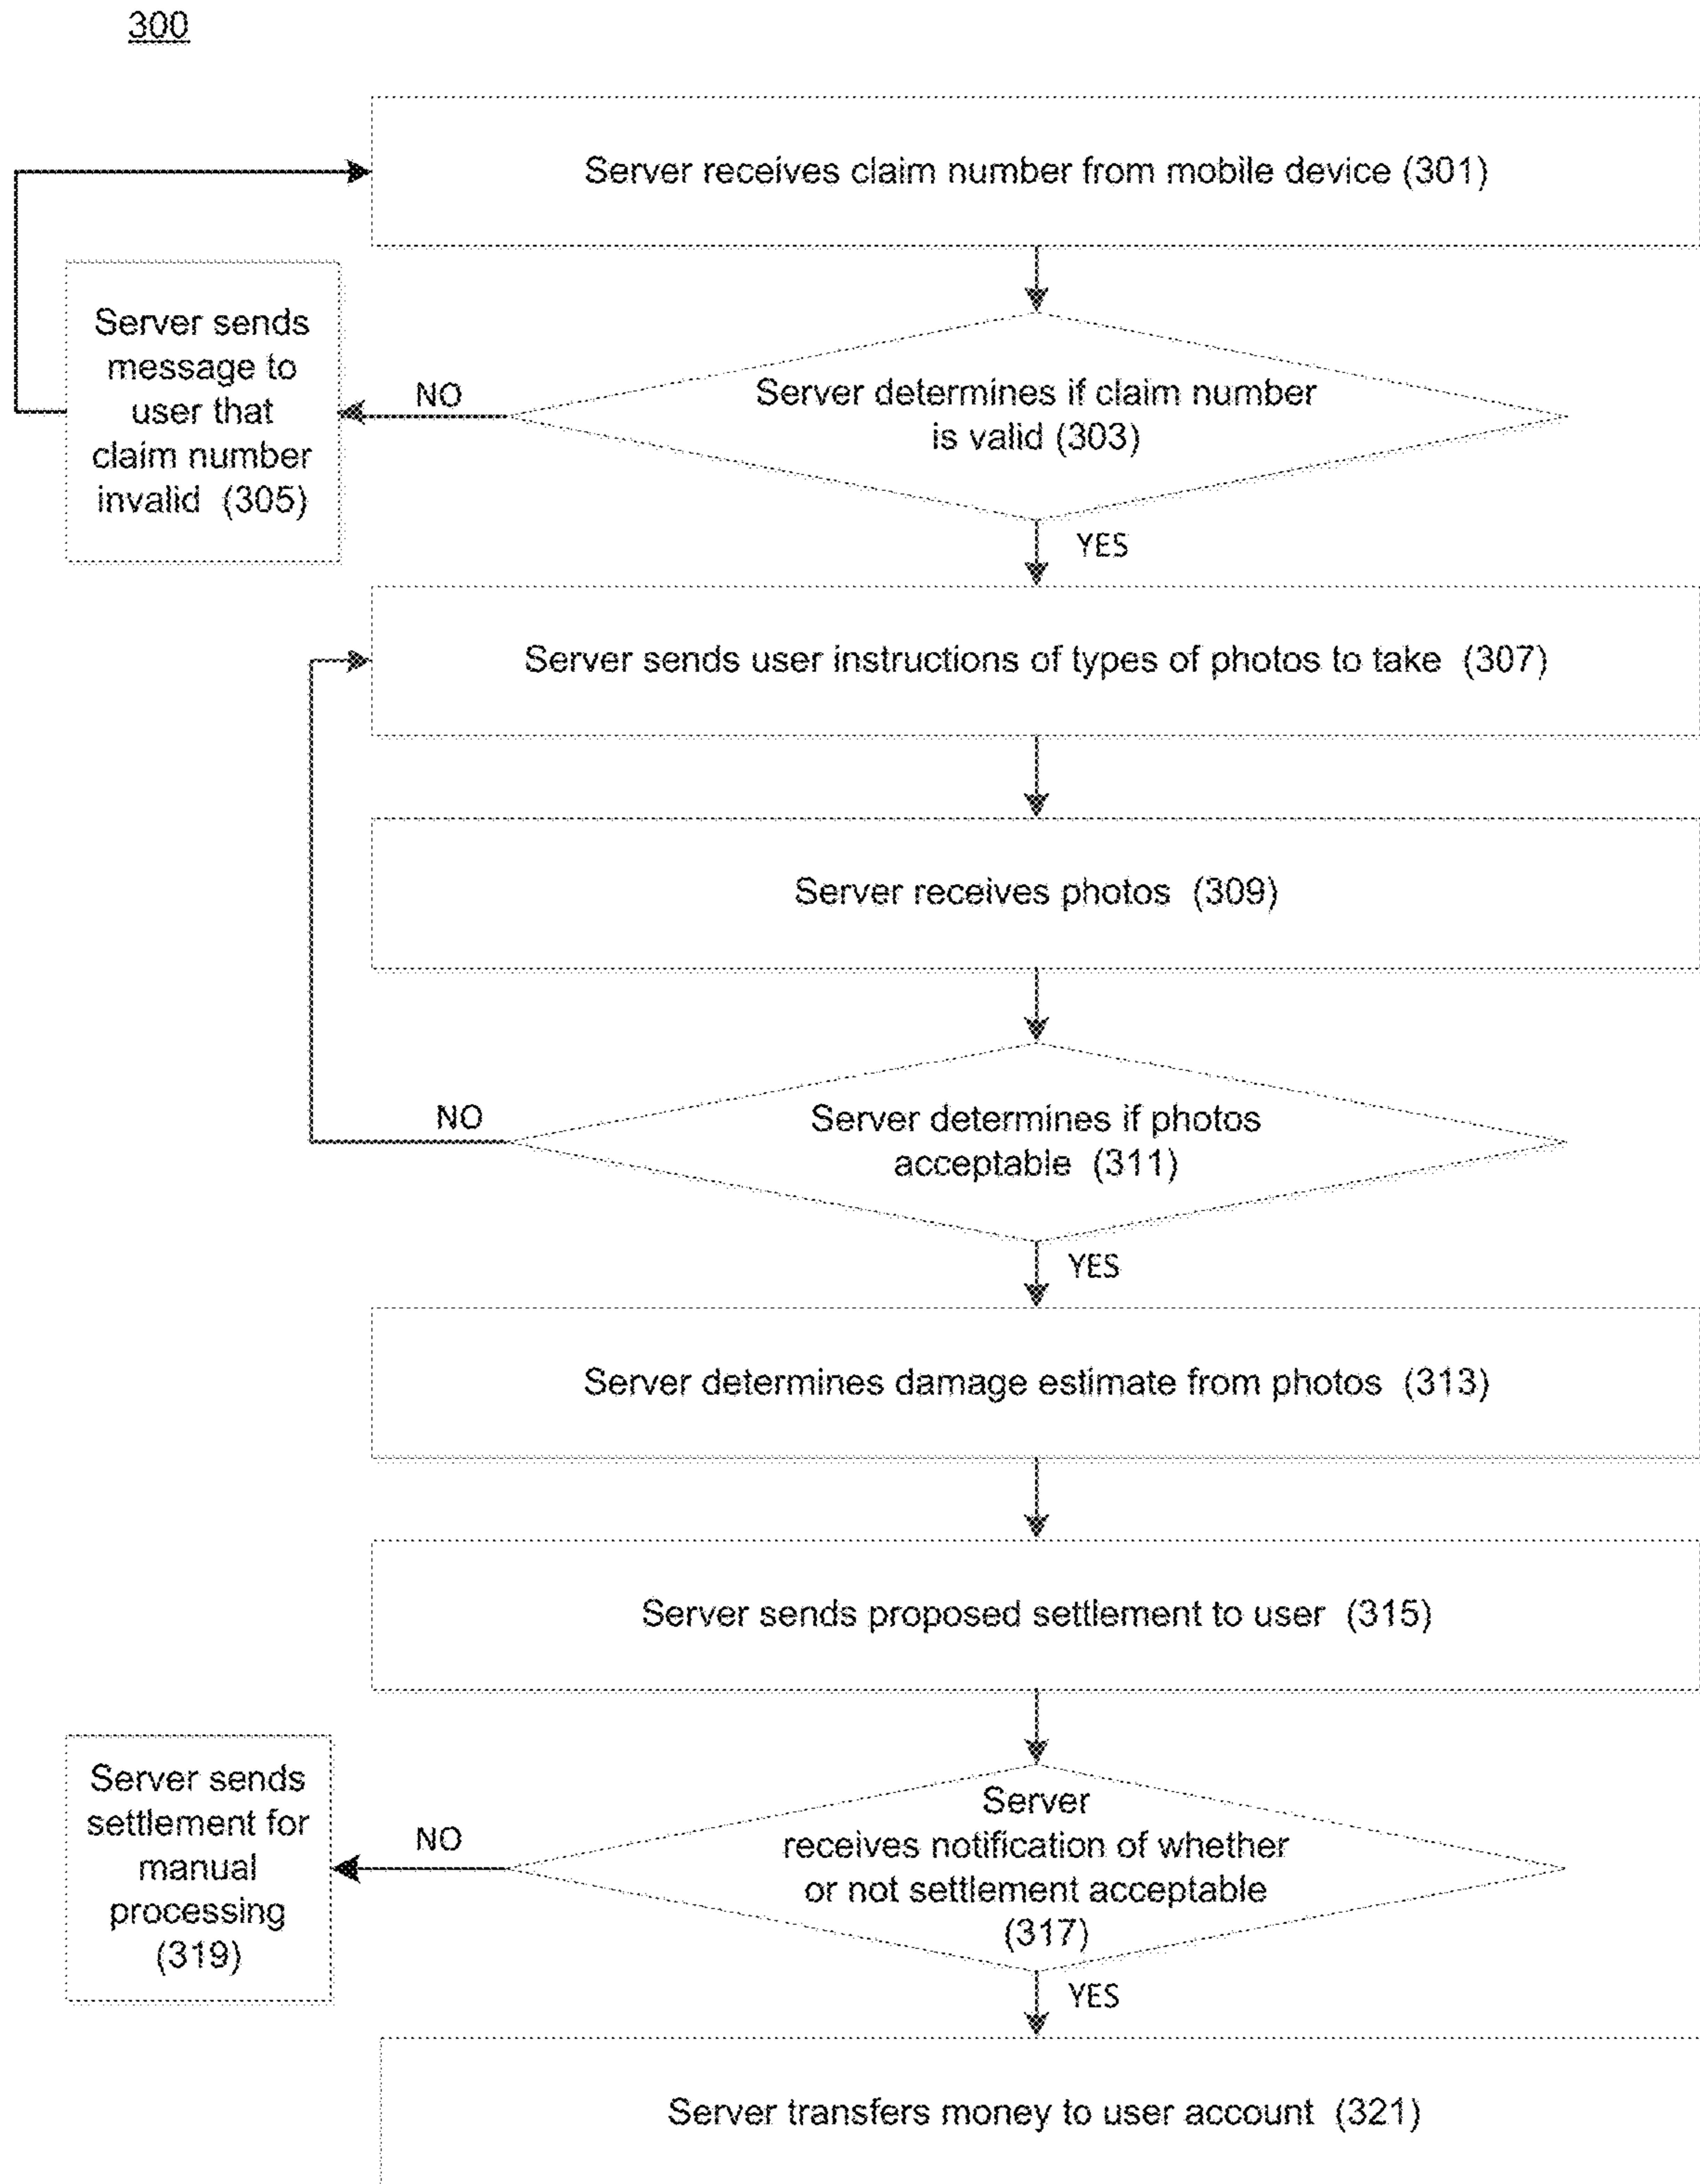 300
Server receives claim number from mobile device (301)
Server sends
message to
user that
claim number
invalid (305)
NO
Server determines if claim number
is valid (303)
YES
Server sends user instructions of types of photos to take (307)
Server receives photos (309)
NO
Server determines if photos
acceptable (311)
YES
Server determines damage estimate from photos (313)
Server sends proposed settlement to user (315)
Server sends
settlement for
manual
processing
(319)
NO
Server
receives notification of whether
or not settlement acceptable
(317)
YES
Server transfers money to user account (321)